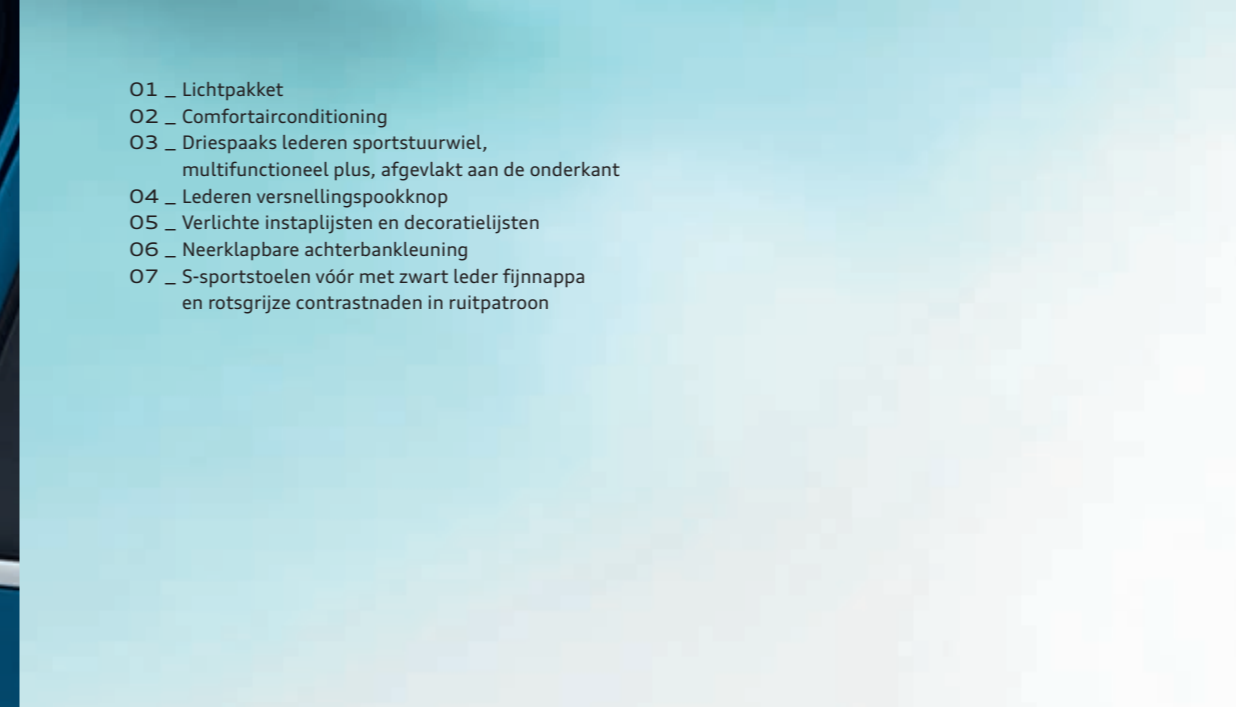 01 _ Lichtpakket
02 _ Comfortairconditioning
03 _ Driespaaks lederen sportstuurwiel,
multifunctioneel plus, afgevlakt aan de onderkant
04 _ Lederen versnellingspookknop
05 _ Verlichte instaplijsten en decoratielijsten
06 _ Neerklapbare achterbankleuning
07 _ S-sportstoelen vóór met zwart leder fijnnappa
en rotsgrijze contrastnaden in ruitpatroon